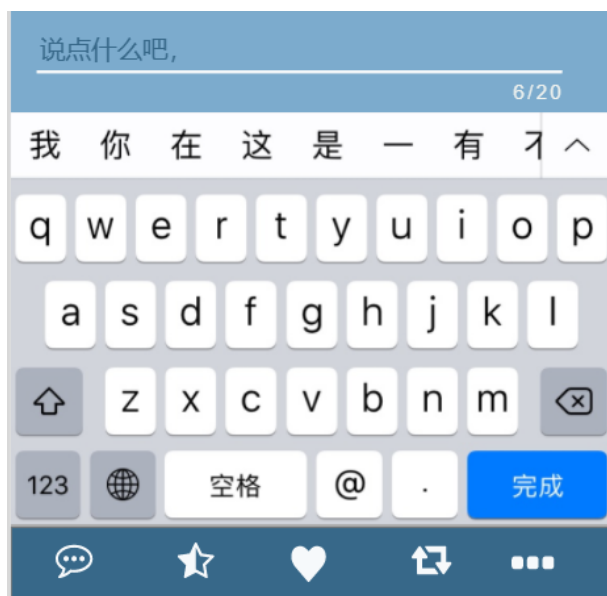 说点什么吧，
6/20
我 你 在 这 是 一 有
q w e r t y u i o p
a s d f g h j k l
z x c v b n m
123 空格 @ . 完成